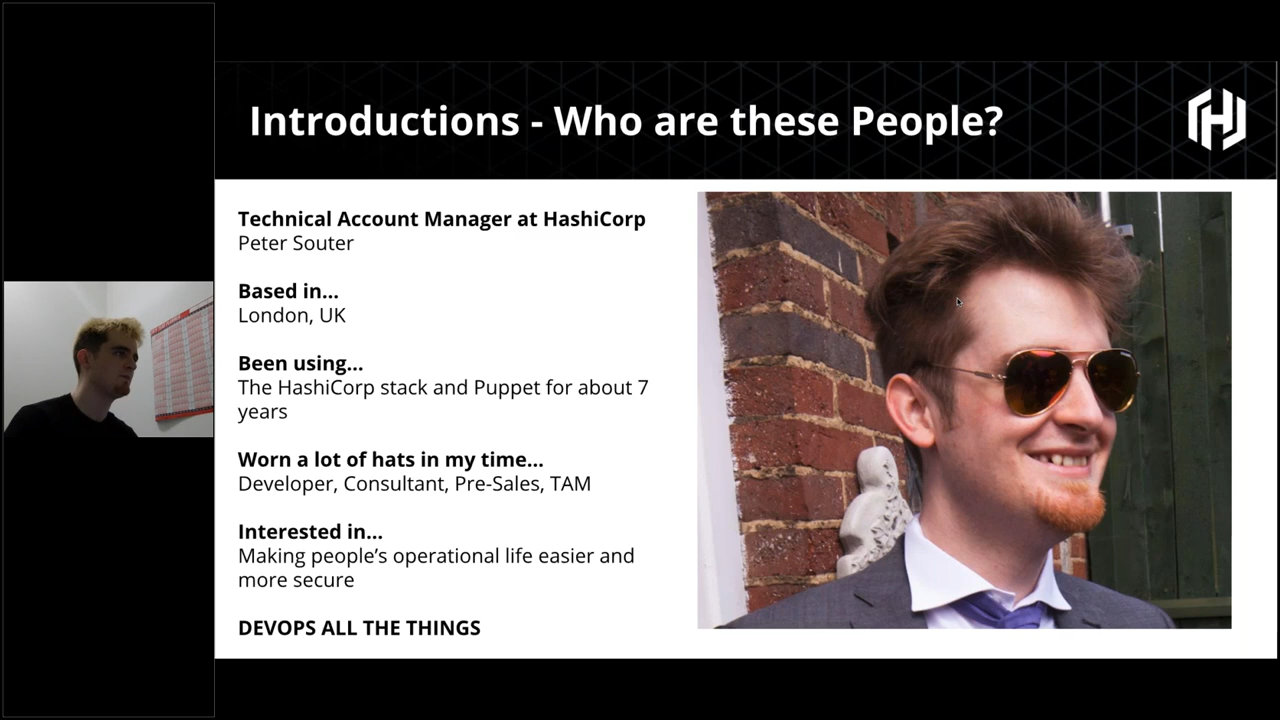 Introductions - Who are these People?
Technical Account Manager at HashiCorp
Peter Souter
Based in...
London, UK
Been using...
The HashiCorp stack and Puppet for about 7
years
Worn a lot of hats in my time...
Developer, Consultant, Pre-Sales, TAM
Interested in...
Making people’s operational life easier and
more secure
DEVOPS ALL THE THINGS